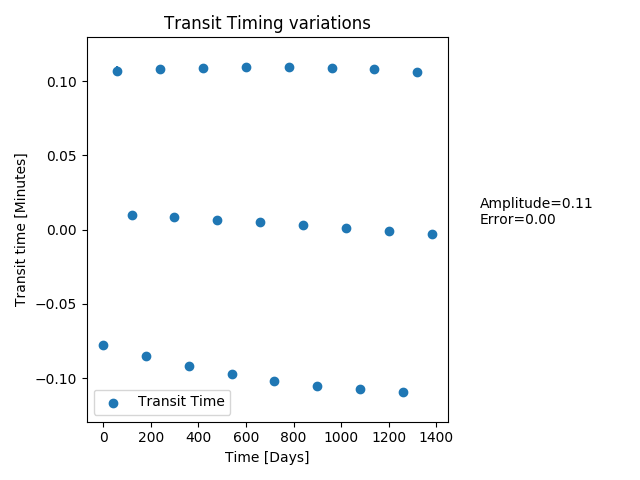 Transit Timing variations
Transit time [Minutes]
0.10
0.05
0.00
−0.05
−0.10
Transit Time
0 200 400 600 800 1000 1200 1400
Time [Days]
Amplitude=0.11
Error=0.00